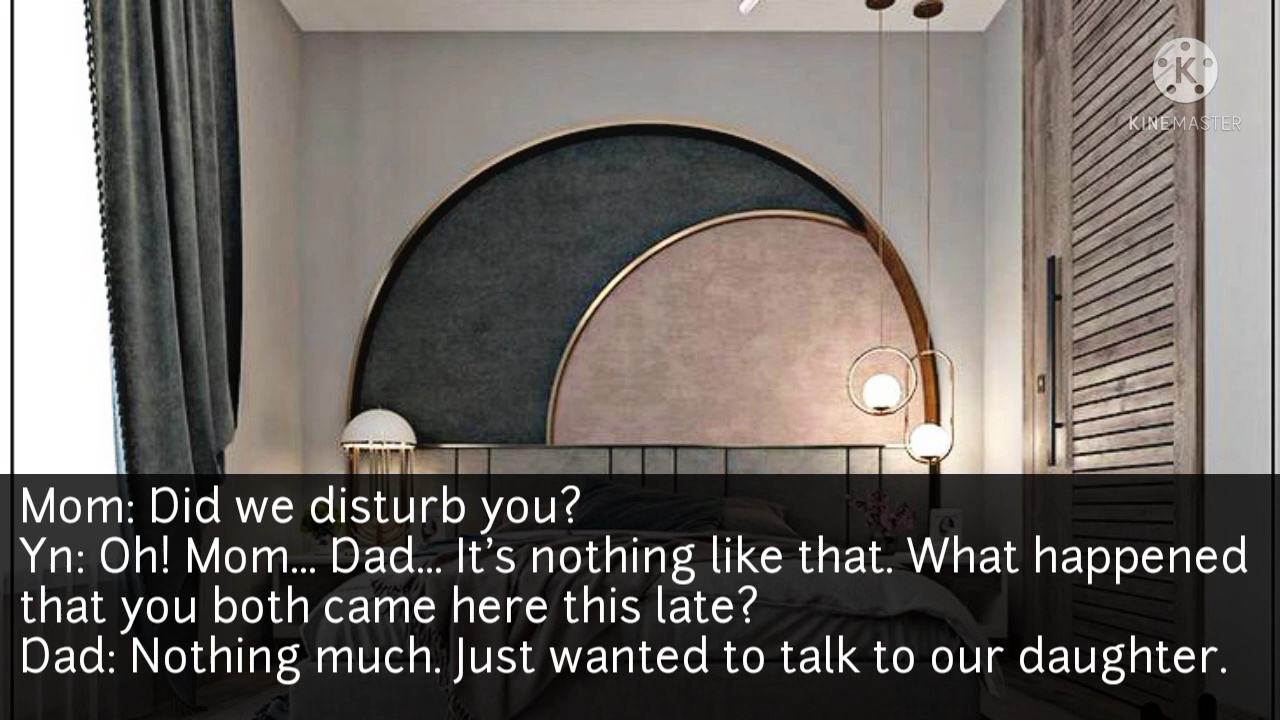 K
KINEMASTER
Mom: Did we disturb you?
Yn: Oh! Mom... Dad... It's nothing like that. What happened
that you both came here this late?
Dad: Nothing much. Just wanted to talk to our daughter.